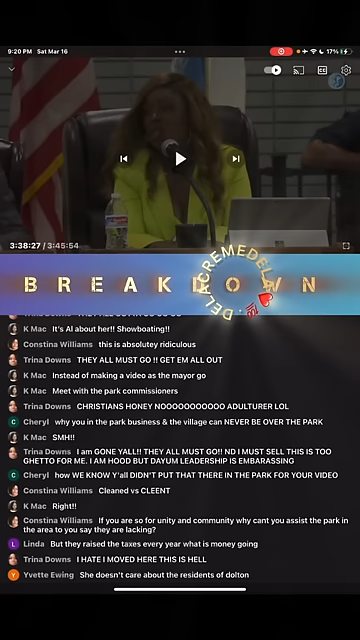 9:20 PM Sat Mar 16
17%
CC
3:38:27 / 3:45:54
BREAKDOWN
DELACREMEDELA
K Mac It's Al about her!! Showboating!!
Constina Williams this is absolutey ridiculous
Trina Downs THEY ALL MUST GO !! GET EM ALL OUT
K Mac Instead of making a video as the mayor go
K Mac Meet with the park commissioners
Trina Downs CHRISTIANS HONEY NOOOOOOOOOOO ADULTURER LOL
C Cheryl why you in the park business & the village can NEVER BE OVER THE PARK
K Mac SMH!!
Trina Downs I am GONE YALL!! THEY ALL MUST GO!! ND I MUST SELL THIS IS TOO
GHETTO FOR ME. I AM HOOD BUT DAYUM LEADERSHIP IS EMBARASSING
C Cheryl how WE KNOW Y'all DIDN'T PUT THAT THERE IN THE PARK FOR YOUR VIDEO
Constina Williams Cleaned vs CLEENT
K Mac Right!!
Constina Williams If you are so for unity and community why cant you assist the park in
the area to you say they are lacking?
L Linda But they raised the taxes every year what is money going
Trina Downs I HATE I MOVED HERE THIS IS HELL
Yvette Ewing She doesn't care about the residents of dolton